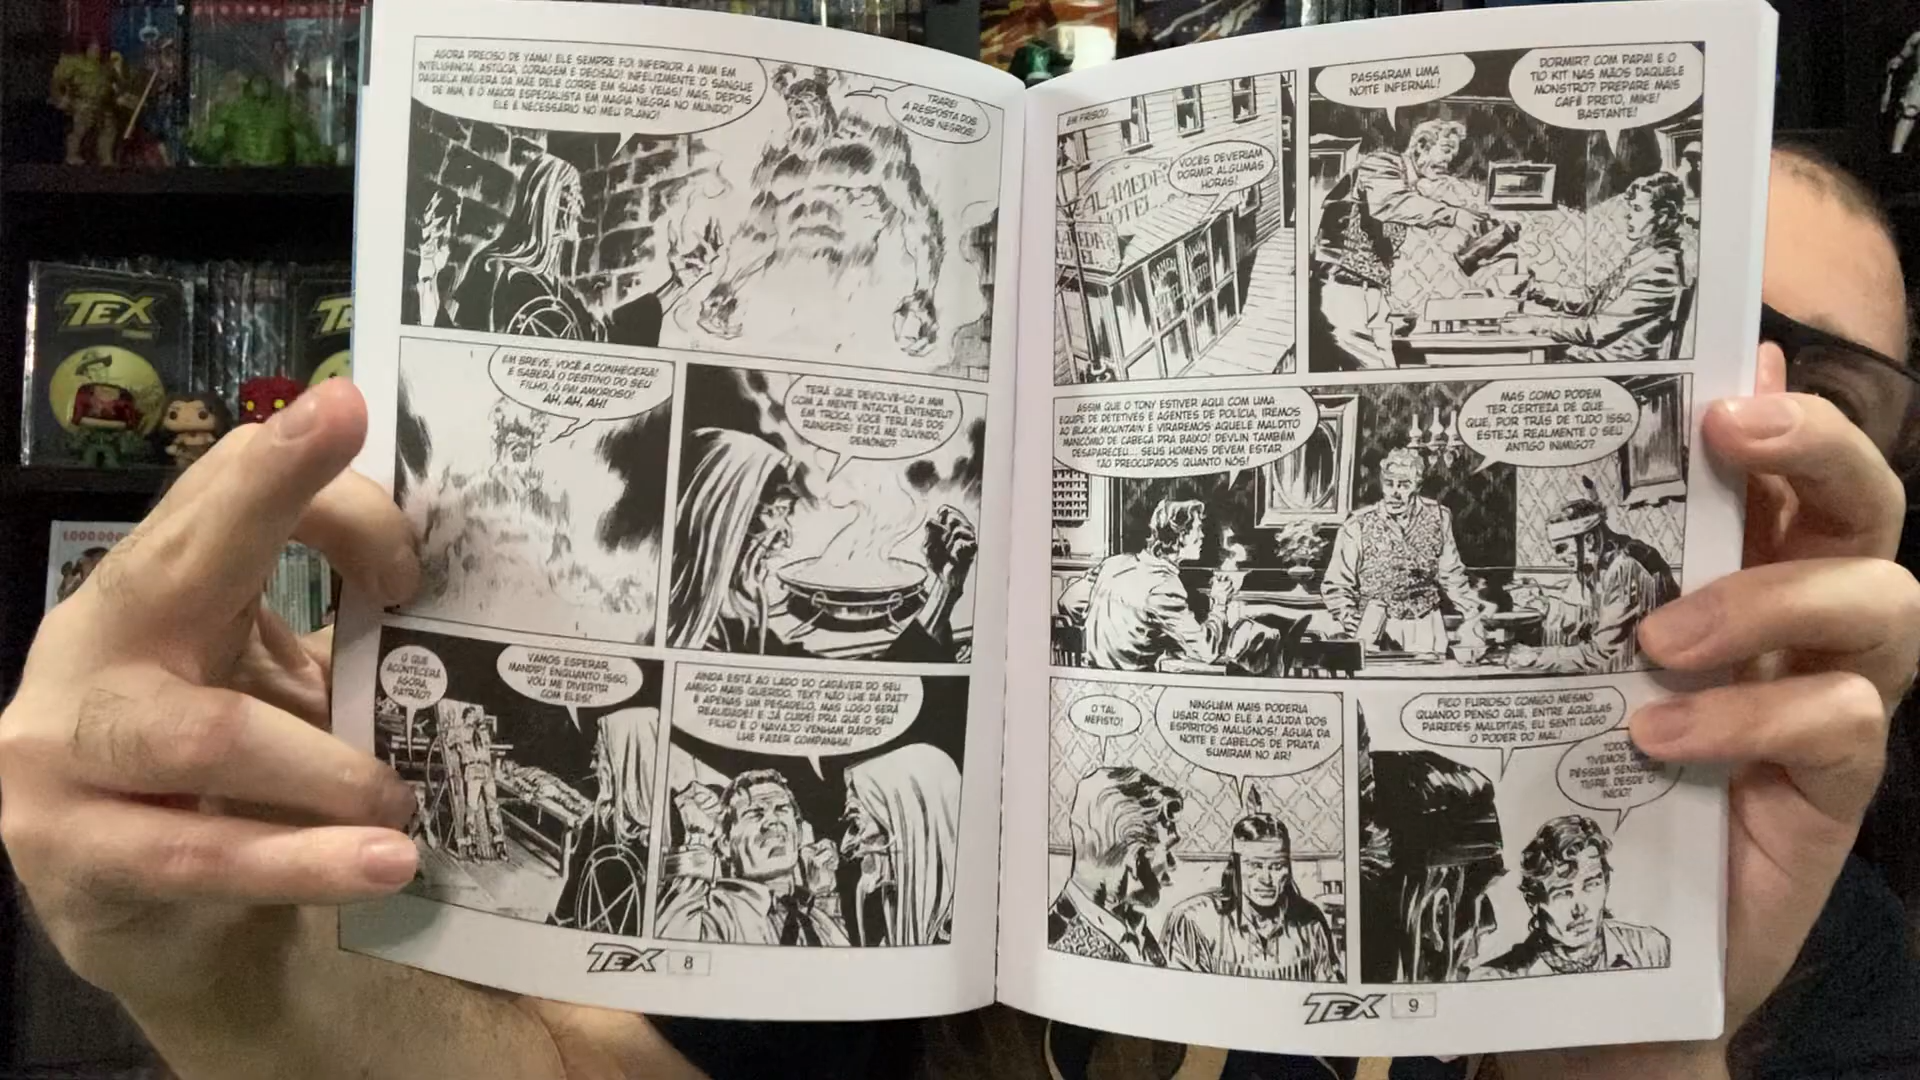 AGORA PRECISO DE YAMA! ELE SEMPRE FOI INFERIOR A MIM EM
INTELIGÊNCIA, ASTÚCIA, CORAGEM E DECISÃO! INFELIZMENTE O SANGUE
DAQUELA MEGERA DA MÃE DELE CORRE EM SUAS VEIAS! MAS, DEPOIS
DE MIM, É O MAIOR ESPECIALISTA EM MAGIA NEGRA NO MUNDO!
ELE É NECESSÁRIO NO MEU PLANO!
TRAREI
A RESPOSTA DOS
ANJOS NEGROS!
EM BREVE, VOCÊ A CONHECERÁ!
E SABERÁ O DESTINO DO SEU
FILHO, Ó PAI AMOROSO!
AH, AH, AH!
TERÁ QUE DEVOLVÊ-LO A MIM
COM A MENTE INTACTA, ENTENDEU?
EM TROCA, VOCÊ TERÁ AS DOS
RANGERS! ESTÁ ME OUVINDO,
DEMÔNIO?
O QUE
ACONTECERÁ
AGORA,
PATRÃO?
VAMOS ESPERAR,
MANDIP! ENQUANTO ISSO,
VOU ME DIVERTIR
COM ELES!
AINDA ESTÁ AO LADO DO CADÁVER DO SEU
AMIGO MAIS QUERIDO, TEX? NÃO LHE DÁ PAZ?
É APENAS UM PESADELO, MAS LOGO SERÁ
REALIDADE! E JÁ CUIDEI PRA QUE O SEU
FILHO E O NAVAJO VENHAM RÁPIDO
LHE FAZER COMPANHIA!
TEX 8
EM FRISCO...
VOCÊS DEVERIAM
DORMIR ALGUMAS
HORAS!
ALAMEDA
HOTEL
ALAMEDA
HOTEL
PASSARAM UMA
NOITE INFERNAL!
DORMIR? COM PAPAI E O
TIO KIT NAS MÃOS DAQUELE
MONSTRO? PREPARE MAIS
CAFÉ PRETO, MIKE!
BASTANTE!
ASSIM QUE O TONY ESTIVER AQUI COM UMA
EQUIPE DE DETETIVES E AGENTES DE POLÍCIA, IREMOS
AO BLACK MOUNTAIN E VIRAREMOS AQUELE MALDITO
MANICÔMIO DE CABEÇA PRA BAIXO! DEVLIN TAMBÉM
DESAPARECEU... SEUS HOMENS DEVEM ESTAR
TÃO PREOCUPADOS QUANTO NÓS!
MAS COMO PODEM
TER CERTEZA DE QUE...
QUE, POR TRÁS DE TUDO ISSO,
ESTEJA REALMENTE O SEU
ANTIGO INIMIGO?
O TAL
MEFISTO!
NINGUÉM MAIS PODERIA
USAR COMO ELE A AJUDA DOS
ESPÍRITOS MALIGNOS! ÁGUIA DA
NOITE E CABELOS DE PRATA
SUMIRAM NO AR!
FICO FURIOSO COMIGO MESMO
QUANDO PENSO QUE, ENTRE AQUELAS
PAREDES MALDITAS, EU SENTI LOGO
O PODER DO MAL!
TODOS
TIVEMOS
PÉSSIMA
TIGRE, DESDE O
INÍCIO!
TEX 9
TEX